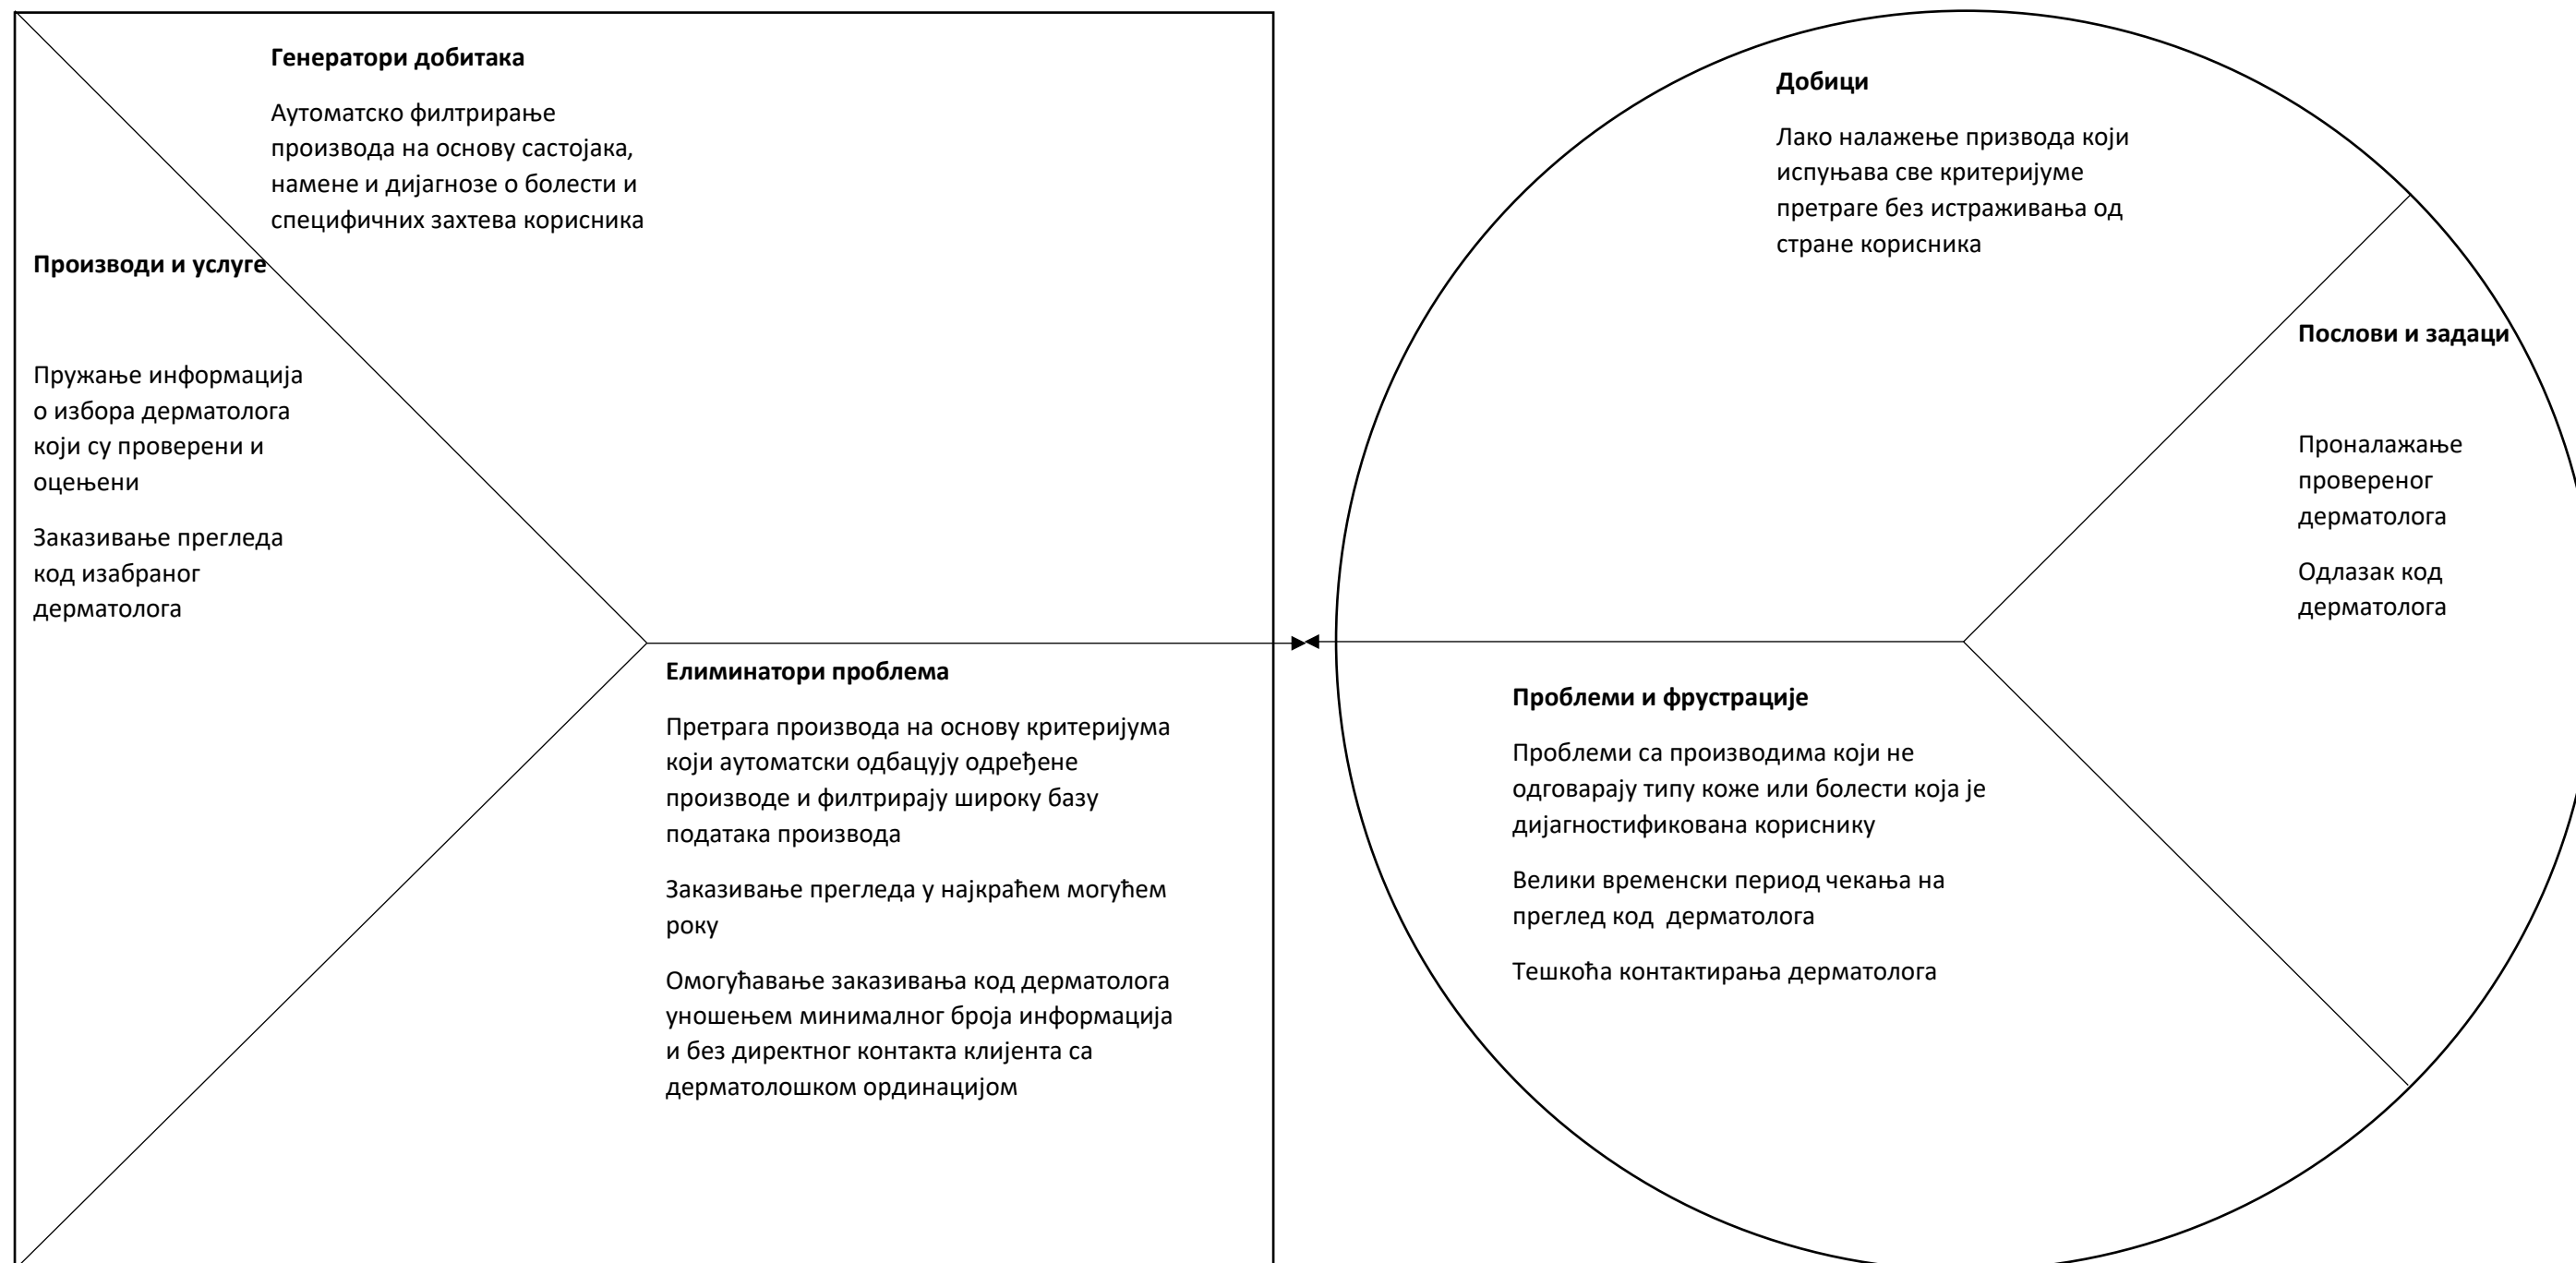 Генератори добитака
Аутоматско филтрирање
производа на основу састојака,
намене и дијагнозе о болести и
специфичних захтева корисника
Производи и услуге
Пружање информација
о избора дерматолога
који су проверени и
оцењени
Заказивање прегледа
код изабраног
дерматолога
Елиминатори проблема
Претрага производа на основу критеријума
који аутоматски одбацују одређене
производе и филтрирају широку базу
података производа
Заказивање прегледа у најкраћем могућем
року
Омогућавање заказивања код дерматолога
уношењем минималног броја информација
и без директног контакта клијента са
дерматолошком ординацијом
Добици
Лако налажење призвода који
испуњава све критеријуме
претраге без истраживања од
стране корисника
Послови и задаци
Проналажање
провереног
дерматолога
Одлазак код
дерматолога
Проблеми и фрустрације
Проблеми са производима који не
одговарају типу коже или болести која је
дијагностификована кориснику
Велики временски период чекања на
преглед код  дерматолога
Тешкоћа контактирања дерматолога